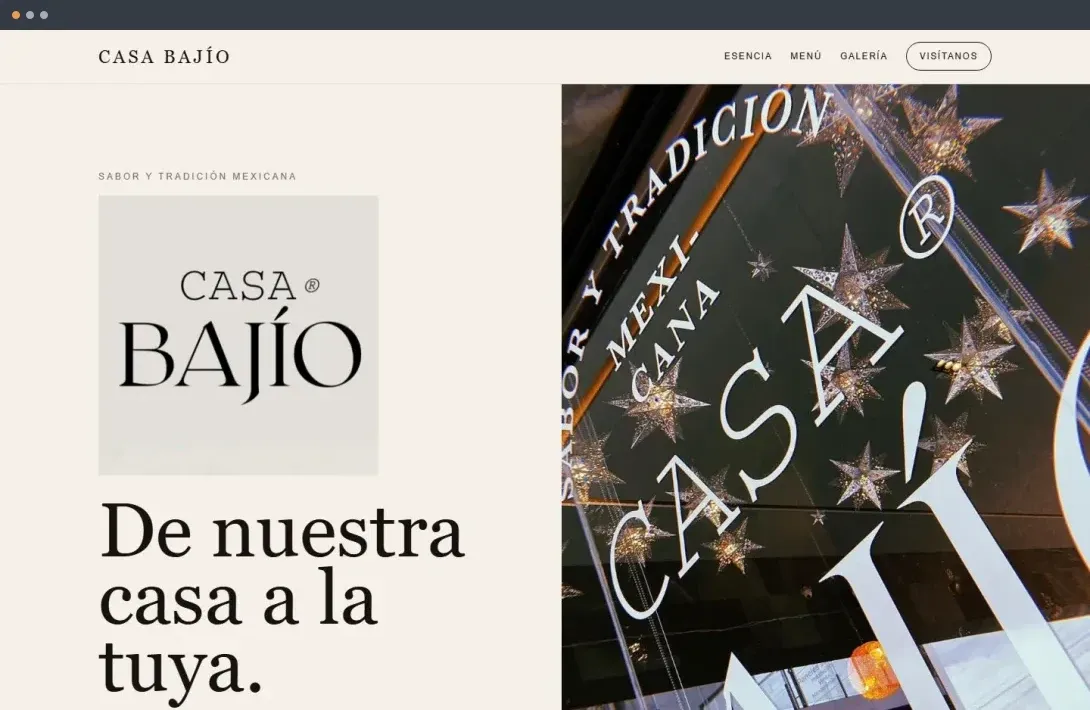 CASA BAJÍO
ESENCIA MENÚ GALERÍA VISÍTANOS
SABOR Y TRADICIÓN MEXICANA
CASA ®
BAJÍO
De nuestra
casa a la
tuya.
SABOR Y TRADICIÓN
MEXI-
CANA
CASA ®